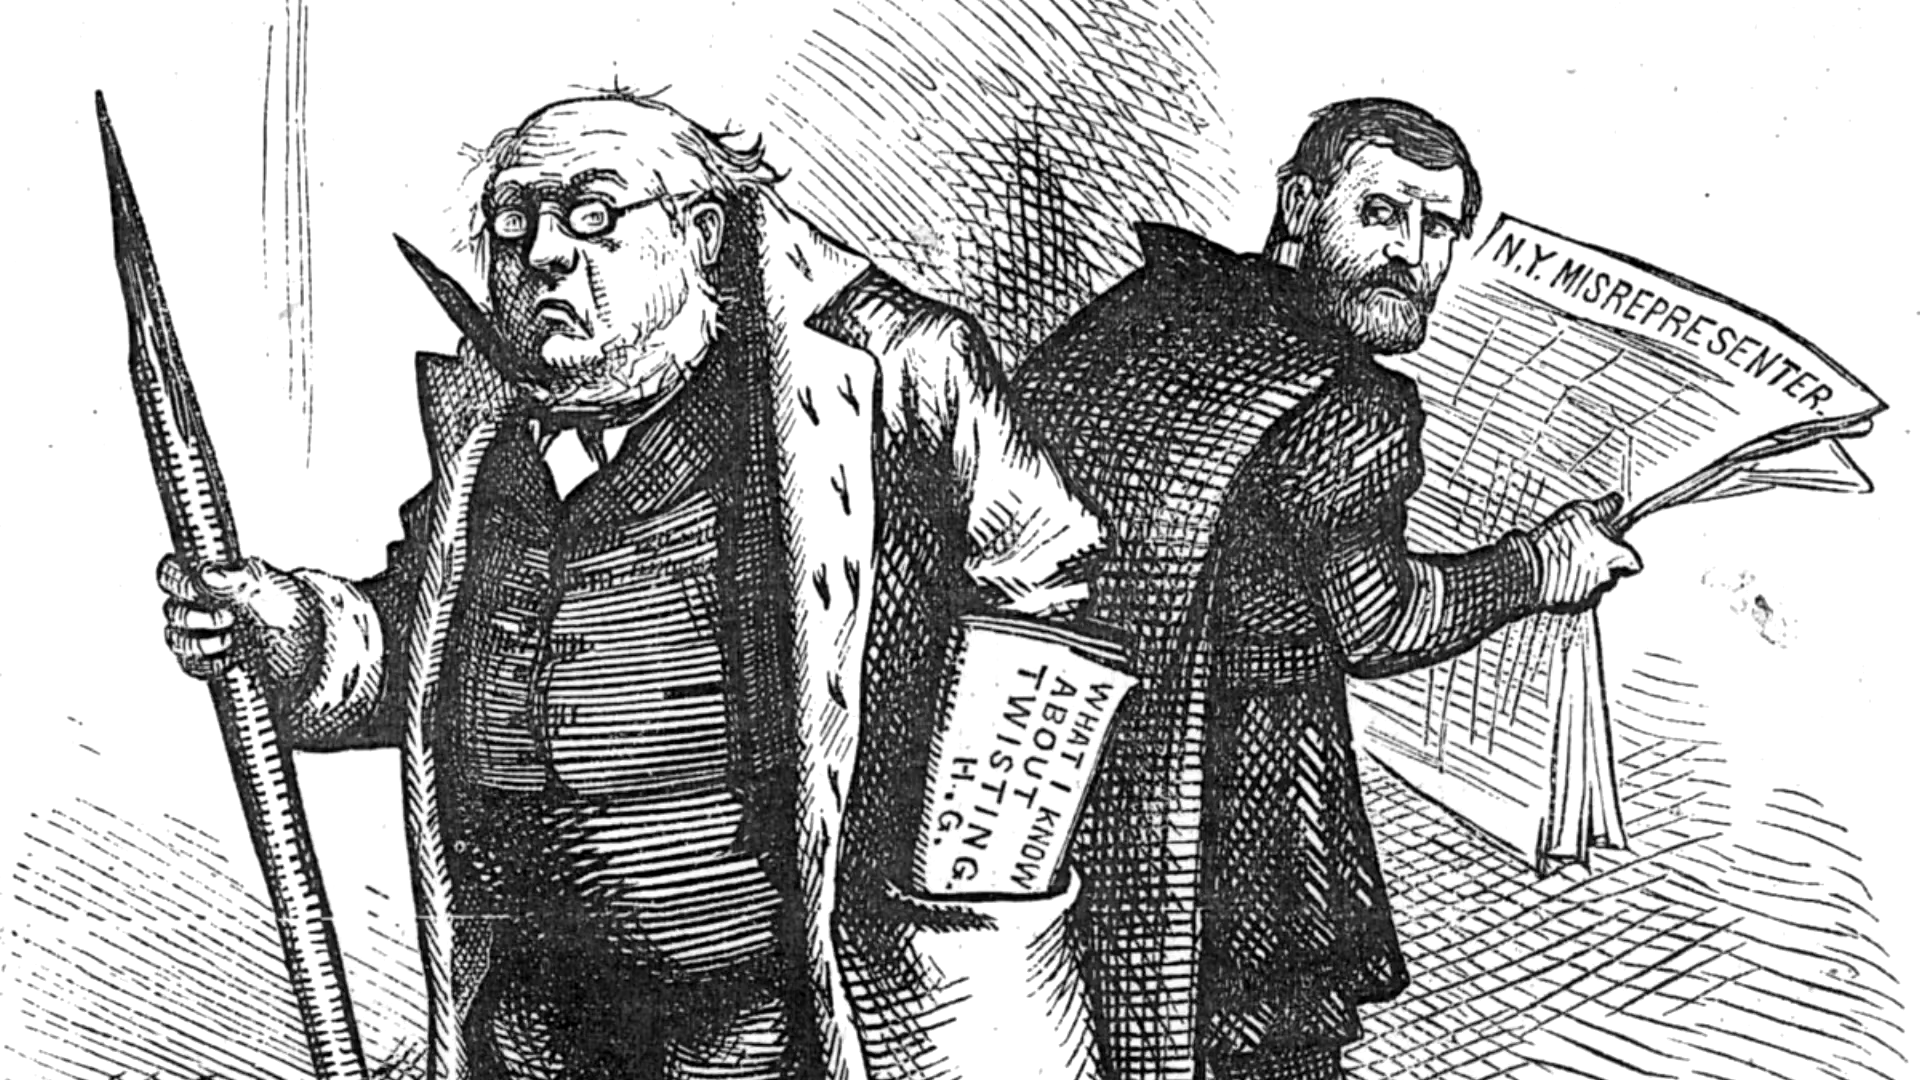 N.Y. MISREPRESENTER.
WHAT I KNOW
ABOUT
TWISTING.
H.G.